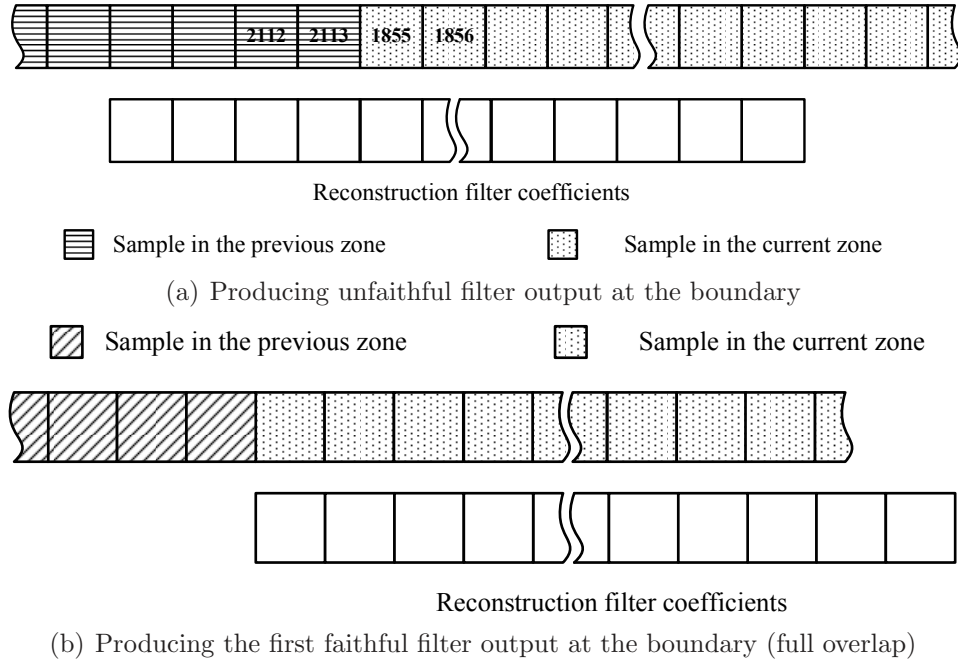 2112 2113 1855 1856
Reconstruction filter coefficients
Sample in the previous zone Sample in the current zone
(a) Producing unfaithful filter output at the boundary
Sample in the previous zone Sample in the current zone
Reconstruction filter coefficients
(b) Producing the first faithful filter output at the boundary (full overlap)